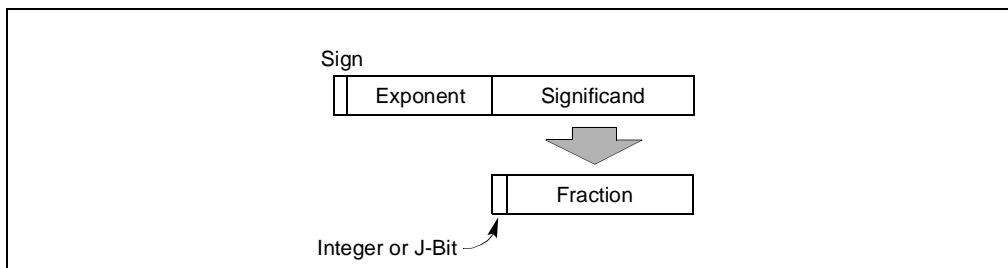 Sign
Exponent Significand
Fraction
Integer or J-Bit